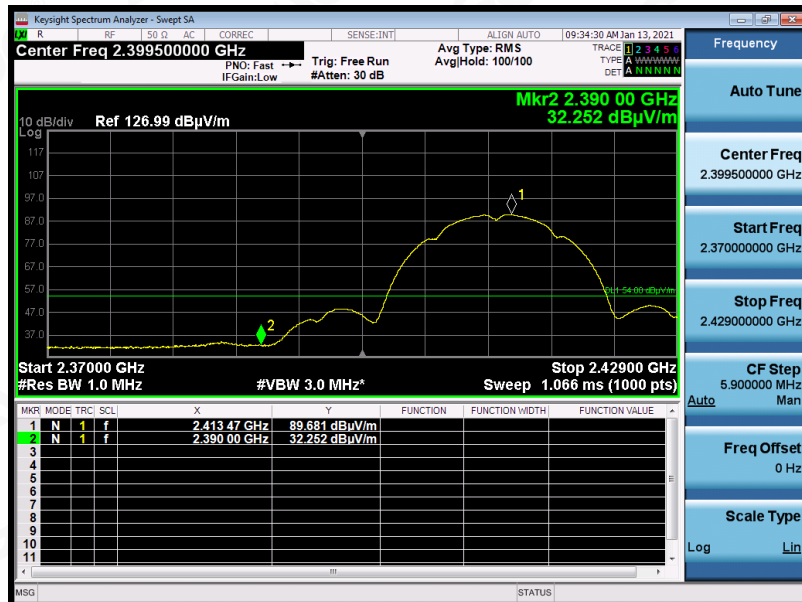 Keysight Spectrum Analyzer - Swept SA
LXI R RF 50 Ω AC CORREC SENSE:INT ALIGN AUTO 09:34:30 AM Jan 13, 2021
Center Freq 2.399500000 GHz
PNO: Fast
IFGain:Low
Trig: Free Run
#Atten: 30 dB
Avg Type: RMS
Avg|Hold: 100/100
TRACE 1 2 3 4 5 6
TYPE A WWWWW
DET A N N N N N
Mkr2 2.390 00 GHz
32.252 dBµV/m
10 dB/div Ref 126.99 dBµV/m
Log
117
107
97.0
87.0
77.0
67.0
57.0
47.0
37.0
1
2
DL1 54.00 dBµV/m
Start 2.37000 GHz Stop 2.42900 GHz
#Res BW 1.0 MHz #VBW 3.0 MHz* Sweep 1.066 ms (1000 pts)
MKR MODE TRC SCL X Y FUNCTION FUNCTION WIDTH FUNCTION VALUE
1 N 1 f 2.413 47 GHz 89.681 dBµV/m
2 N 1 f 2.390 00 GHz 32.252 dBµV/m
3
4
5
6
7
8
9
10
11
MSG STATUS
Frequency
Auto Tune
Center Freq
2.399500000 GHz
Start Freq
2.370000000 GHz
Stop Freq
2.429000000 GHz
CF Step
5.900000 MHz
Auto Man
Freq Offset
0 Hz
Scale Type
Log Lin